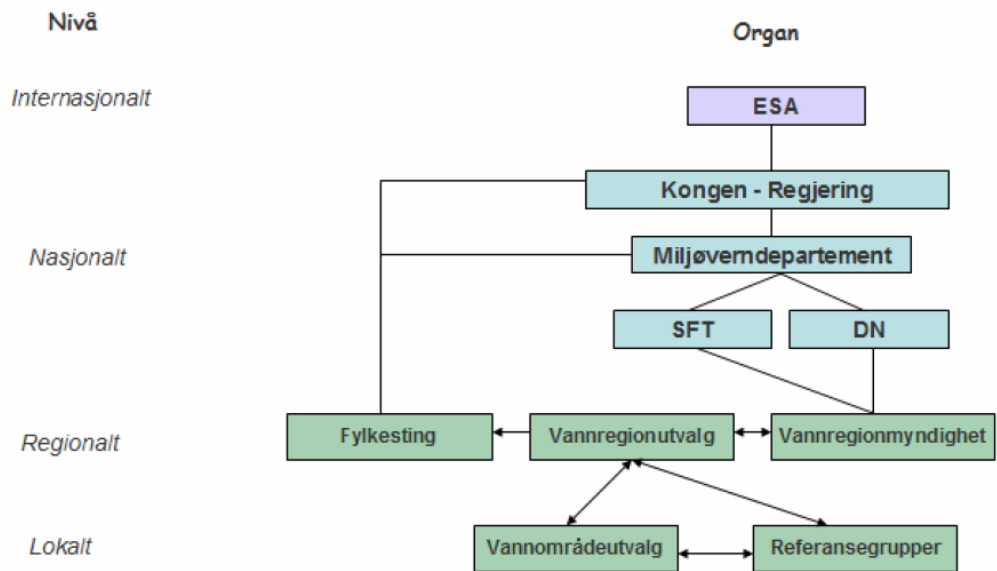 Nivå
Organ
Internasjonalt
ESA
Kongen - Regjering
Nasjonalt
Miljøverndepartement
SFT
DN
Regionalt
Fylkesting
Vannregionutvalg
Vannregionmyndighet
Lokalt
Vannområdeutvalg
Referansegrupper